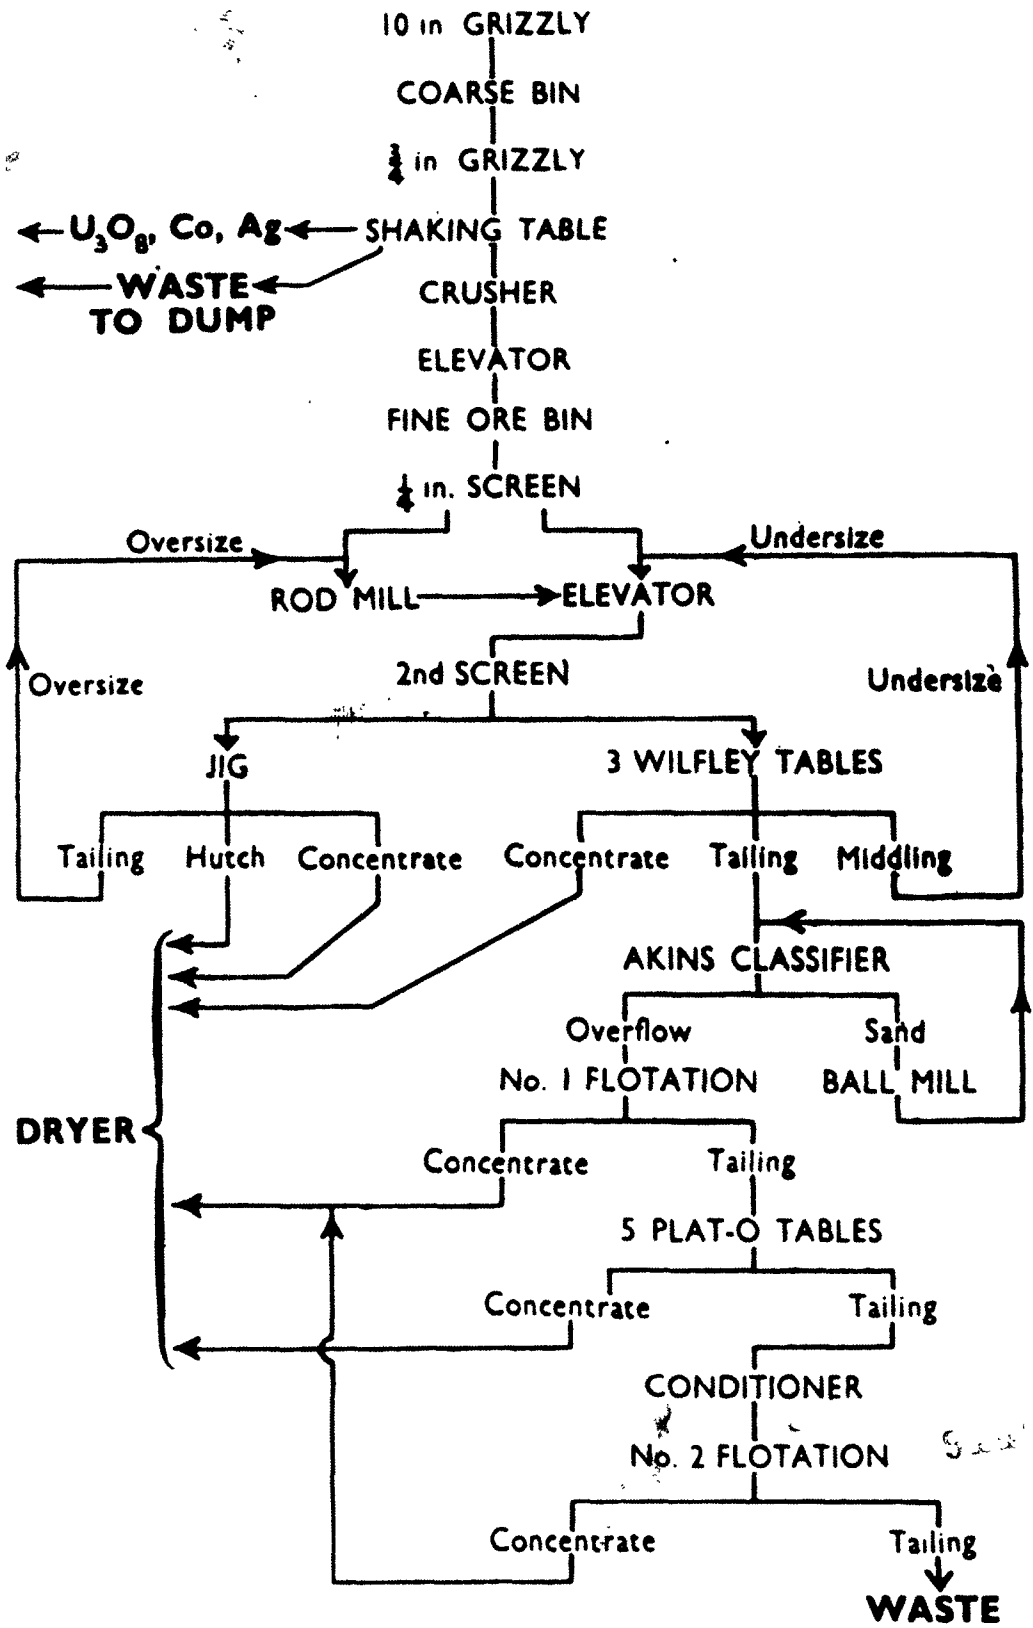 10 in GRIZZLY
COARSE BIN
¾ in GRIZZLY
U₃O₈, Co, Ag
SHAKING TABLE
WASTE
TO DUMP
CRUSHER
ELEVATOR
FINE ORE BIN
¼ in. SCREEN
Oversize
Undersize
ROD MILL
ELEVATOR
Oversize
2nd SCREEN
Undersize
JIG
3 WILFLEY TABLES
Tailing
Hutch
Concentrate
Concentrate
Tailing
Middling
AKINS CLASSIFIER
Overflow
Sand
No. 1 FLOTATION
BALL MILL
DRYER
Concentrate
Tailing
5 PLAT-O TABLES
Concentrate
Tailing
CONDITIONER
No. 2 FLOTATION
Concentrate
Tailing
WASTE